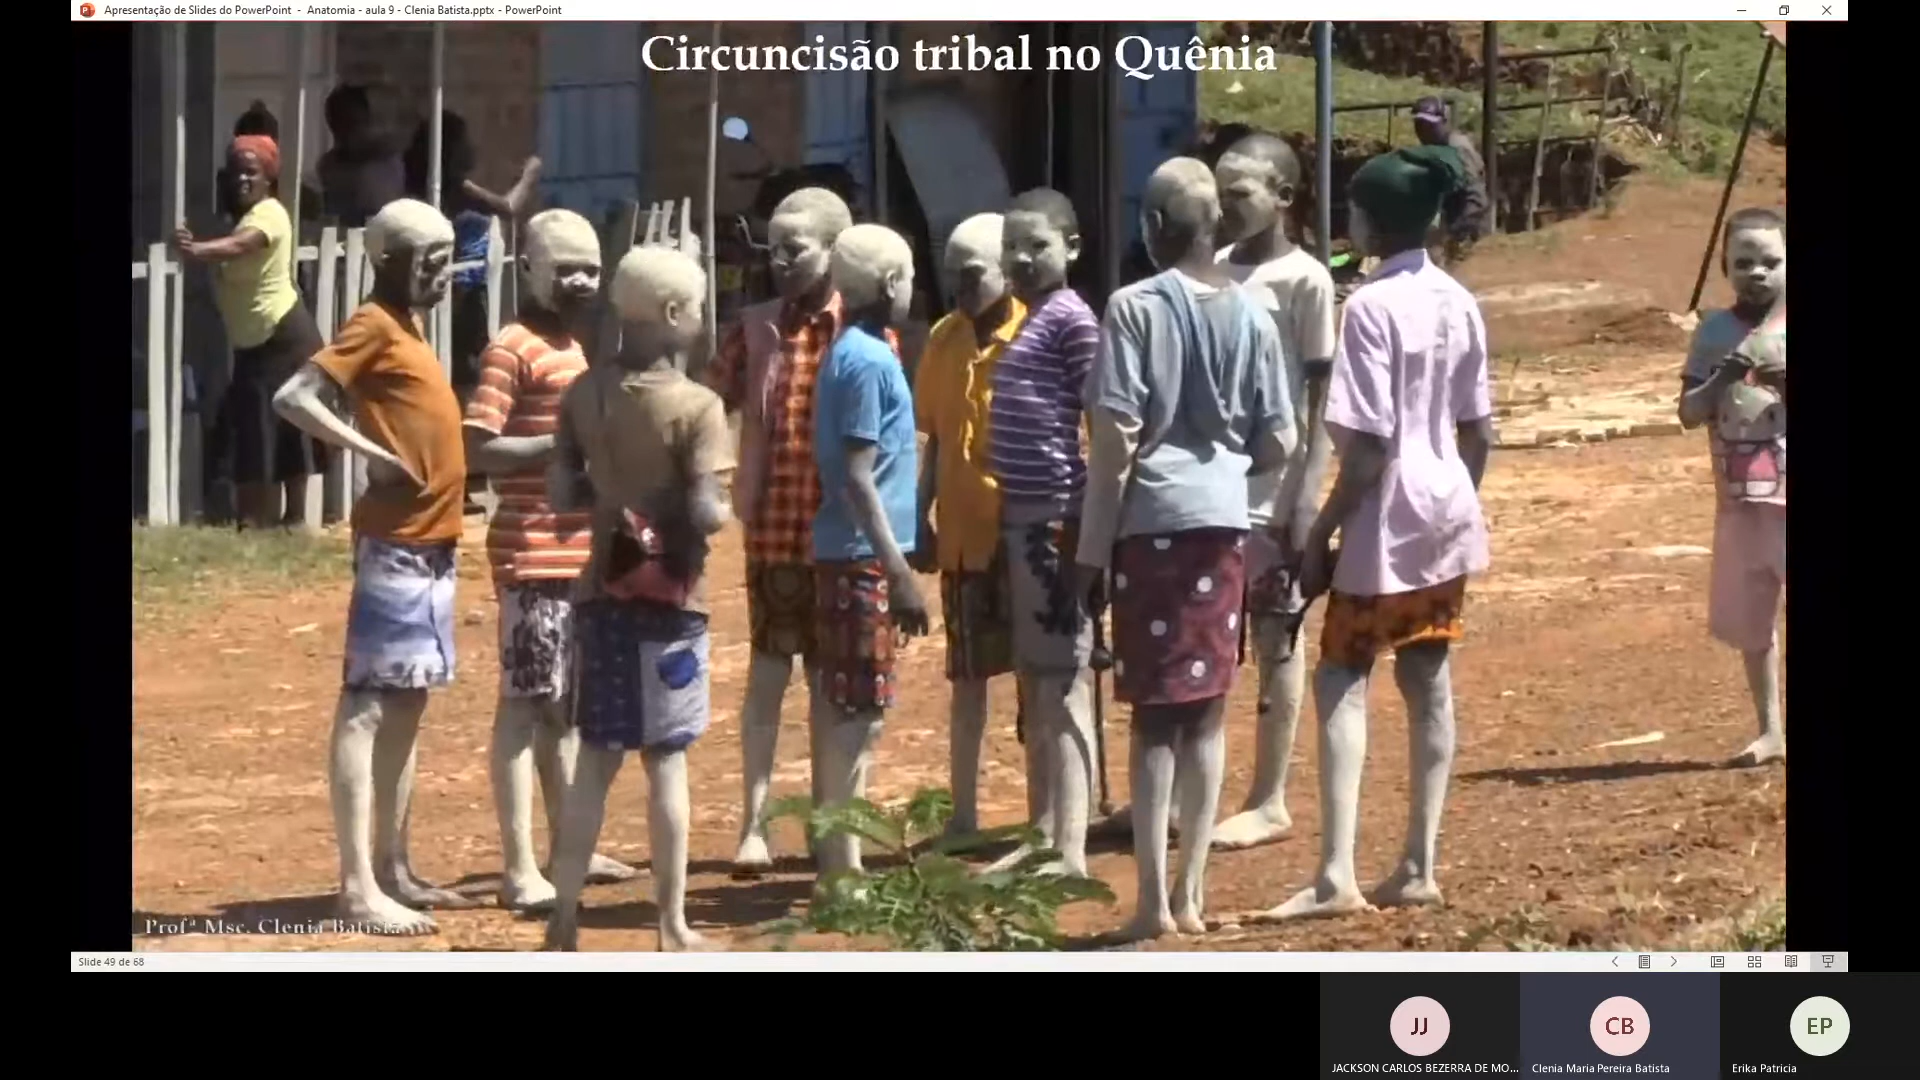 Apresentação de Slides do PowerPoint - Anatomia - aula 9 - Clenia Batista.pptx - PowerPoint
Circuncisão tribal no Quênia
Profª Msc. Clenia Batista
Slide 49 de 68
JJ
CB
EP
JACKSON CARLOS BEZERRA DE MO...
Clenia Maria Pereira Batista
Erika Patricia